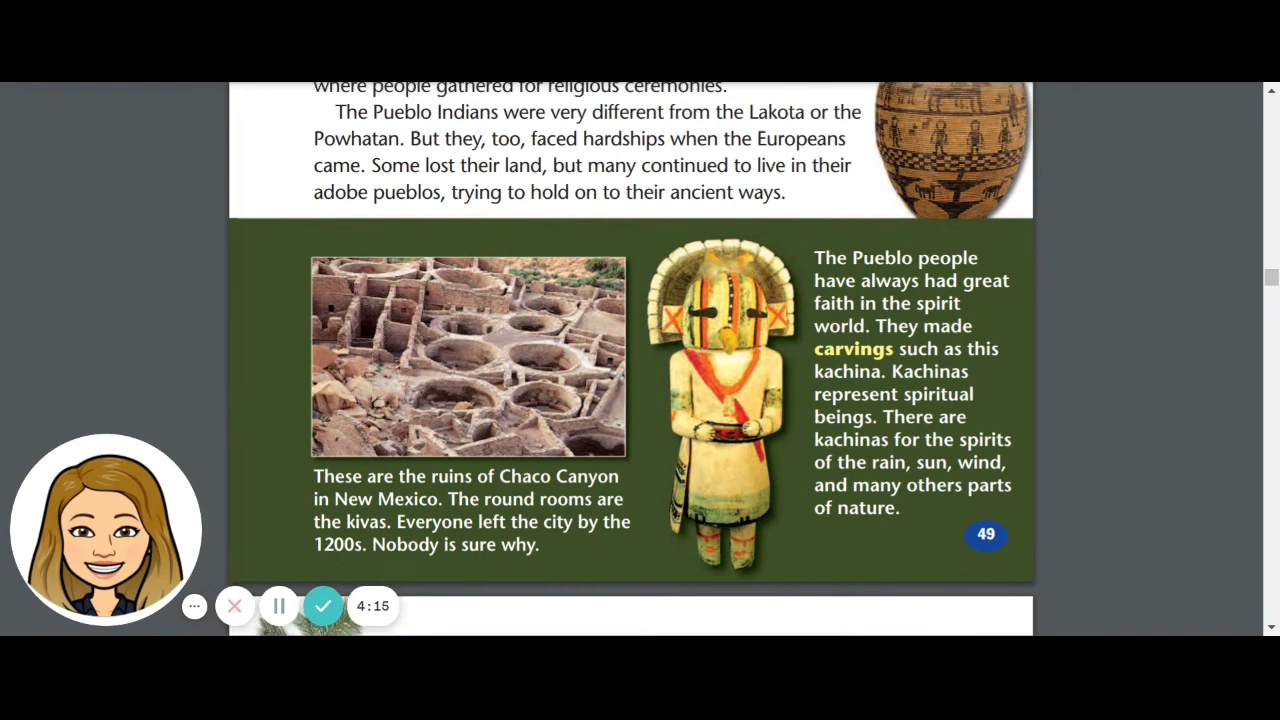 where people gathered for religious ceremonies.
The Pueblo Indians were very different from the Lakota or the
Powhatan. But they, too, faced hardships when the Europeans
came. Some lost their land, but many continued to live in their
adobe pueblos, trying to hold on to their ancient ways.
These are the ruins of Chaco Canyon
in New Mexico. The round rooms are
the kivas. Everyone left the city by the
1200s. Nobody is sure why.
The Pueblo people
have always had great
faith in the spirit
world. They made
carvings such as this
kachina. Kachinas
represent spiritual
beings. There are
kachinas for the spirits
of the rain, sun, wind,
and many others parts
of nature.
49
4:15